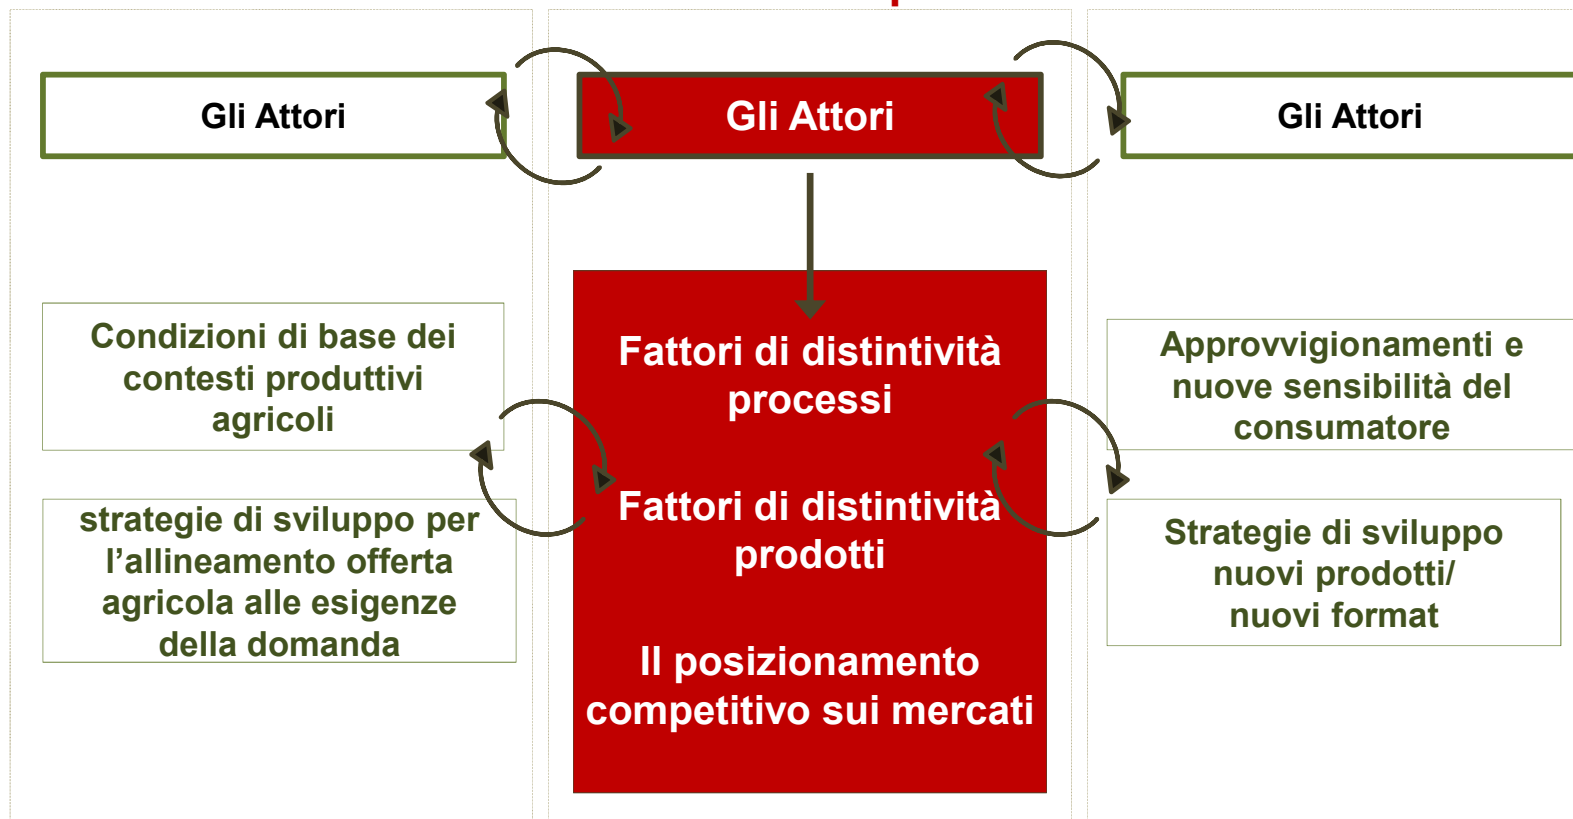 Gli Attori
Gli Attori
Gli Attori
Condizioni di base dei
contesti produttivi
agricoli
strategie di sviluppo per
l’allineamento offerta
agricola alle esigenze
della domanda
Fattori di distintività
processi
Fattori di distintività
prodotti
Il posizionamento
competitivo sui mercati
Approvvigionamenti e
nuove sensibilità del
consumatore
Strategie di sviluppo
nuovi prodotti/
nuovi format